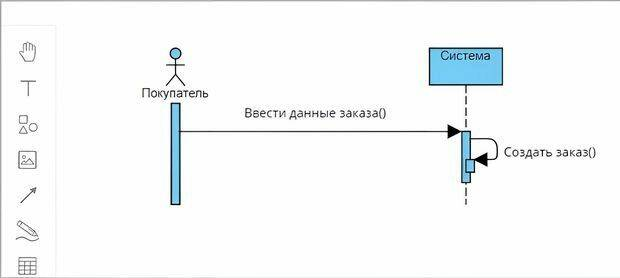 Система
Покупатель
Ввести данные заказа()
Создать заказ()